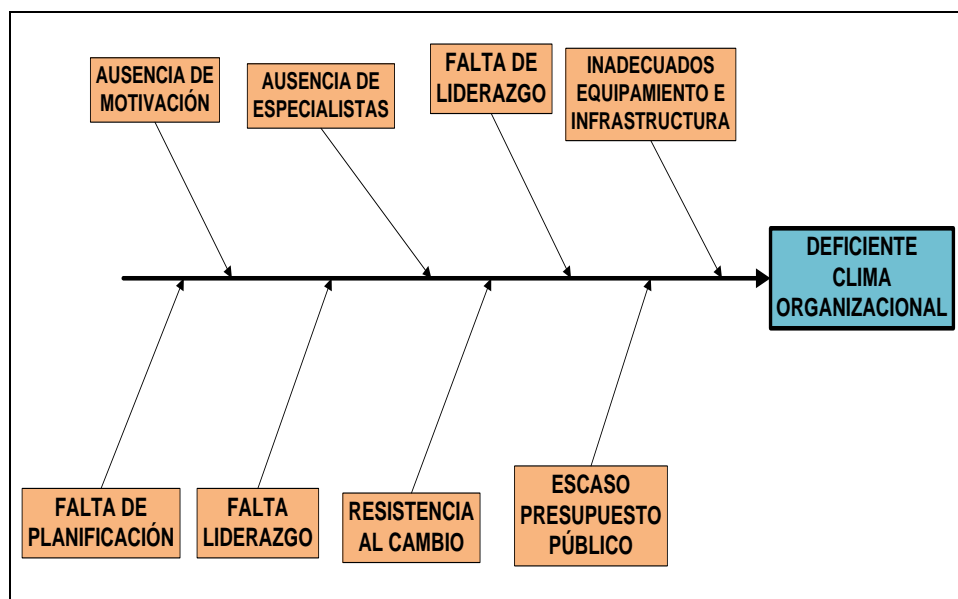 AUSENCIA DE
MOTIVACIÓN
AUSENCIA DE
ESPECIALISTAS
FALTA DE
LIDERAZGO
INADECUADOS
EQUIPAMIENTO E
INFRASTRUCTURA
DEFICIENTE
CLIMA
ORGANIZACIONAL
FALTA DE
PLANIFICACIÓN
FALTA
LIDERAZGO
RESISTENCIA
AL CAMBIO
ESCASO
PRESUPUESTO
PÚBLICO